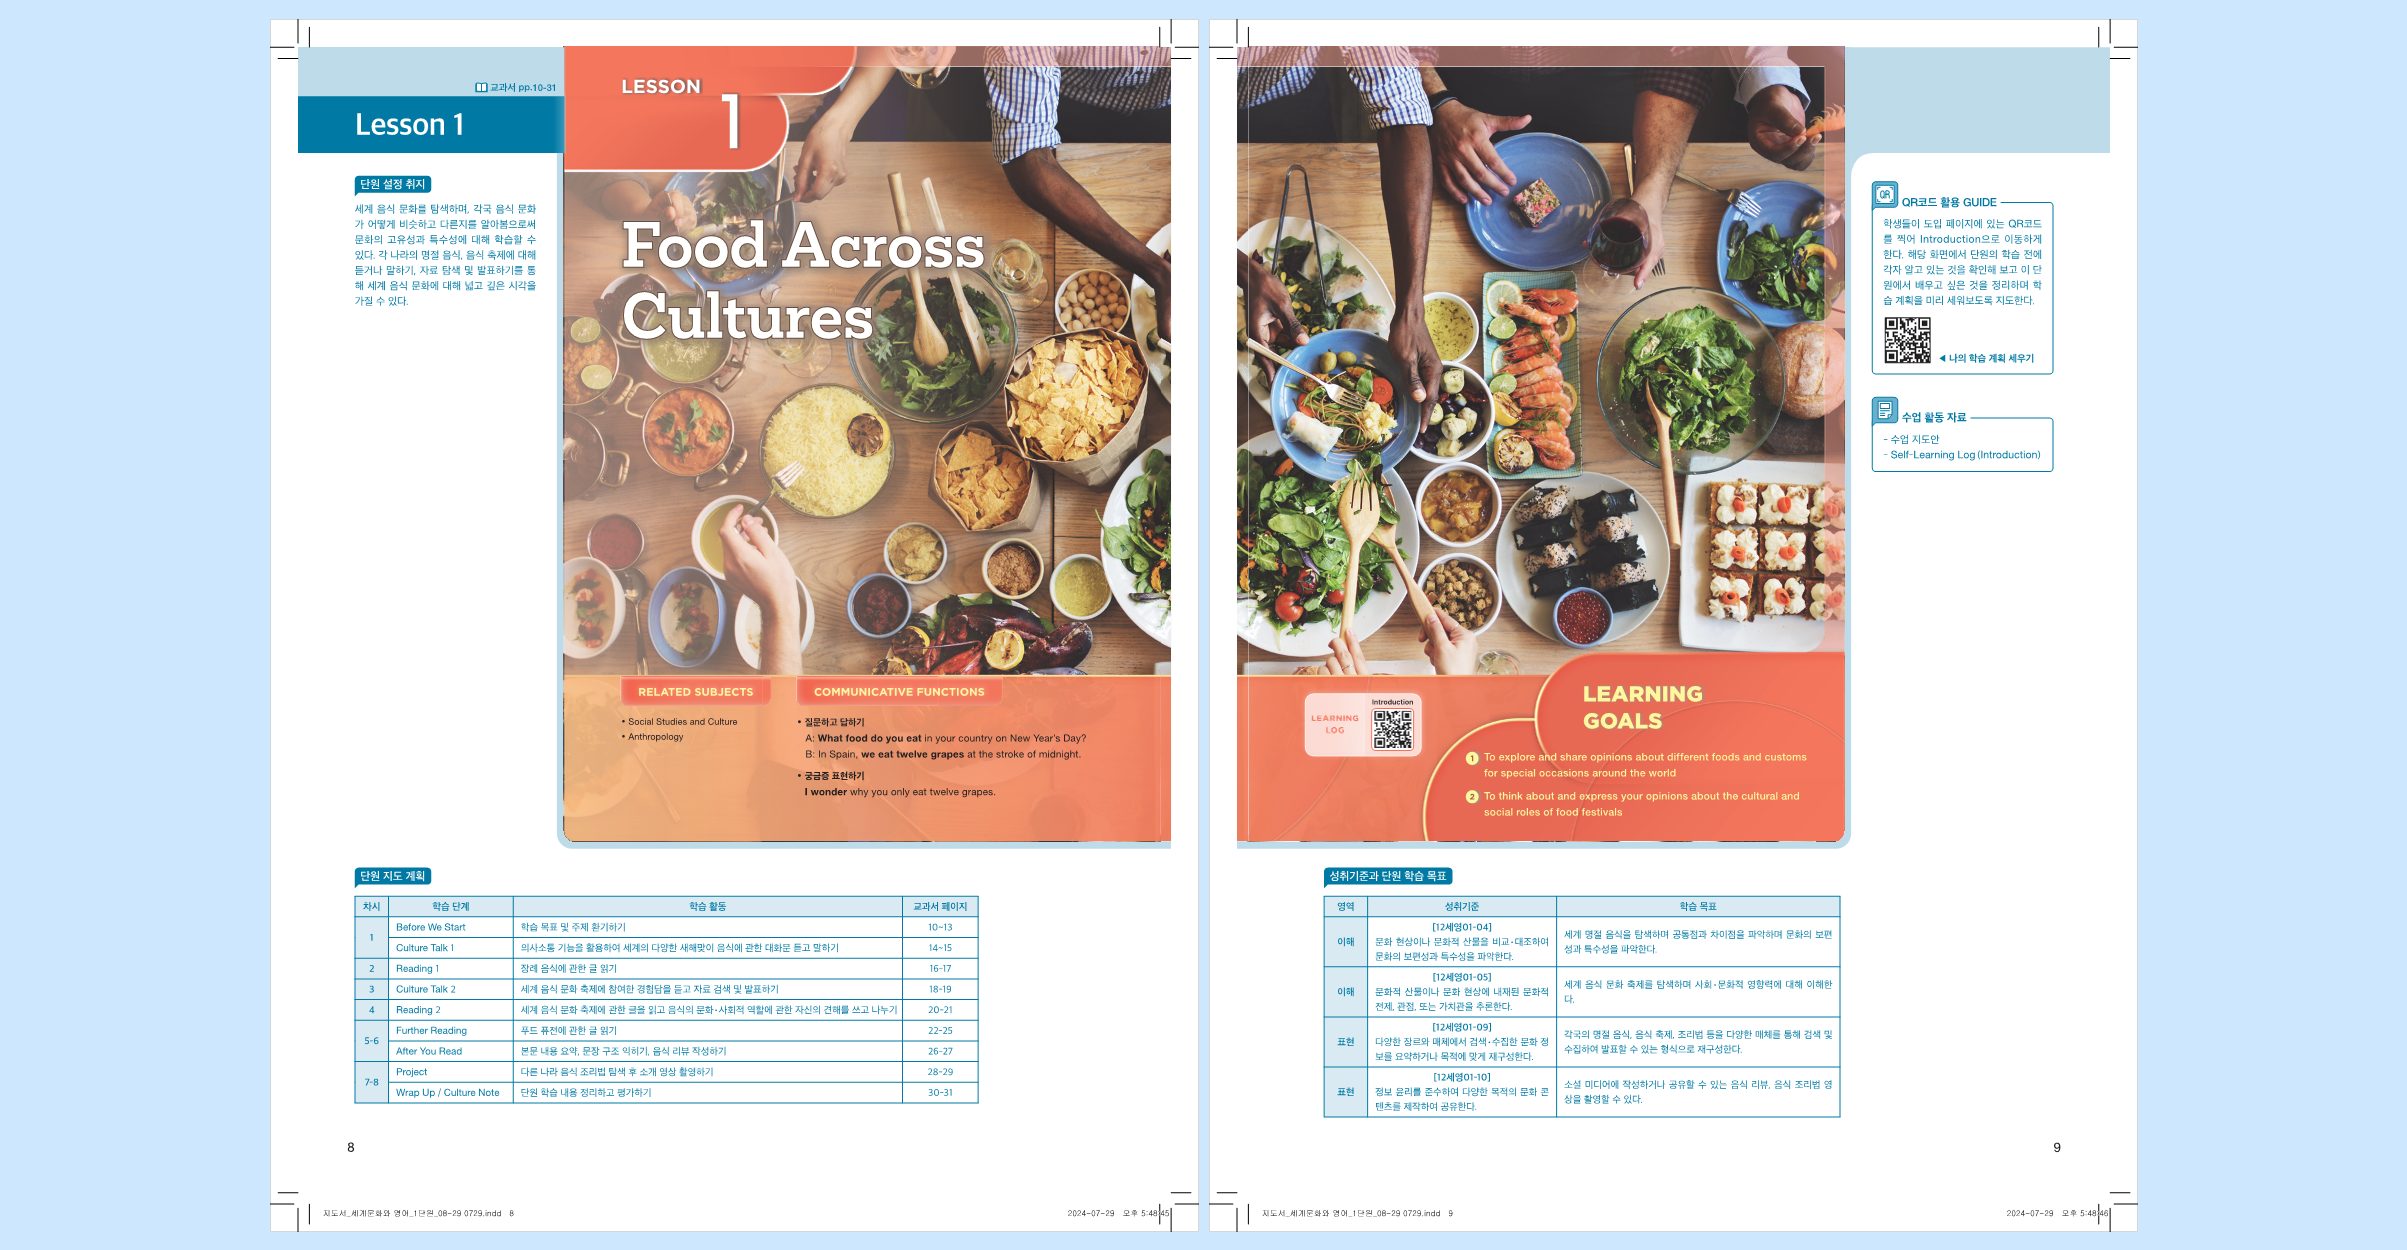 교과서 pp.10-31
Lesson 1
단원 설정 취지
세계 음식 문화를 탐색하며, 각국 음식 문화
가 어떻게 비슷하고 다른지를 알아봄으로써
문화의 고유성과 특수성에 대해 학습할 수
있다. 각 나라의 명절 음식, 음식 축제에 대해
듣거나 말하기, 자료 탐색 및 발표하기를 통
해 세계 음식 문화에 대해 넓고 깊은 시각을
가질 수 있다.
LESSON
1
Food Across
Cultures
RELATED SUBJECTS
• Social Studies and Culture
• Anthropology
COMMUNICATIVE FUNCTIONS
• 질문하고 답하기
A: What food do you eat in your country on New Year's Day?
B: In Spain, we eat twelve grapes at the stroke of midnight.
• 궁금증 표현하기
I wonder why you only eat twelve grapes.
단원 지도 계획
차시 학습 단계 학습 활동 교과서 페이지
1 Before We Start 학습 목표 및 주제 환기하기 10~13
Culture Talk 1 의사소통 기능을 활용하여 세계의 다양한 새해맞이 음식에 관한 대화문 듣고 말하기 14~15
2 Reading 1 장례 음식에 관한 글 읽기 16-17
3 Culture Talk 2 세계 음식 문화 축제에 참여한 경험담을 듣고 자료 검색 및 발표하기 18-19
4 Reading 2 세계 음식 문화 축제에 관한 글을 읽고 음식의 문화·사회적 역할에 관한 자신의 견해를 쓰고 나누기 20-21
5-6 Further Reading 푸드 퓨전에 관한 글 읽기 22-25
After You Read 본문 내용 요약, 문장 구조 익히기, 음식 리뷰 작성하기 26-27
7-8 Project 다른 나라 음식 조리법 탐색 후 소개 영상 촬영하기 28-29
Wrap Up / Culture Note 단원 학습 내용 정리하고 평가하기 30-31
8
지도서_세계문화와 영어_1단원_08-29 0729.indd 8
2024-07-29 오후 5:48:45
QR
QR코드 활용 GUIDE
학생들이 도입 페이지에 있는 QR코드
를 찍어 Introduction으로 이동하게
한다. 해당 화면에서 단원의 학습 전에
각자 알고 있는 것을 확인해 보고 이 단
원에서 배우고 싶은 것을 정리하며 학
습 계획을 미리 세워보도록 지도한다.
◀ 나의 학습 계획 세우기
수업 활동 자료
- 수업 지도안
- Self-Learning Log (Introduction)
LEARNING
LOG
Introduction
LEARNING
GOALS
1 To explore and share opinions about different foods and customs
for special occasions around the world
2 To think about and express your opinions about the cultural and
social roles of food festivals
성취기준과 단원 학습 목표
영역 성취기준 학습 목표
이해
[12세영01-04]
문화 현상이나 문화적 산물을 비교·대조하여
문화의 보편성과 특수성을 파악한다.
세계 명절 음식을 탐색하며 공통점과 차이점을 파악하며 문화의 보편
성과 특수성을 파악한다.
이해
[12세영01-05]
문화적 산물이나 문화 현상에 내재된 문화적
전제, 관점, 또는 가치관을 추론한다.
세계 음식 문화 축제를 탐색하며 사회·문화적 영향력에 대해 이해한
다.
표현
[12세영01-09]
다양한 장르와 매체에서 검색·수집한 문화 정
보를 요약하거나 목적에 맞게 재구성한다.
각국의 명절 음식, 음식 축제, 조리법 등을 다양한 매체를 통해 검색 및
수집하여 발표할 수 있는 형식으로 재구성한다.
표현
[12세영01-10]
정보 윤리를 준수하여 다양한 목적의 문화 콘
텐츠를 제작하여 공유한다.
소셜 미디어에 작성하거나 공유할 수 있는 음식 리뷰, 음식 조리법 영
상을 촬영할 수 있다.
9
지도서_세계문화와 영어_1단원_08-29 0729.indd 9
2024-07-29 오후 5:48:46